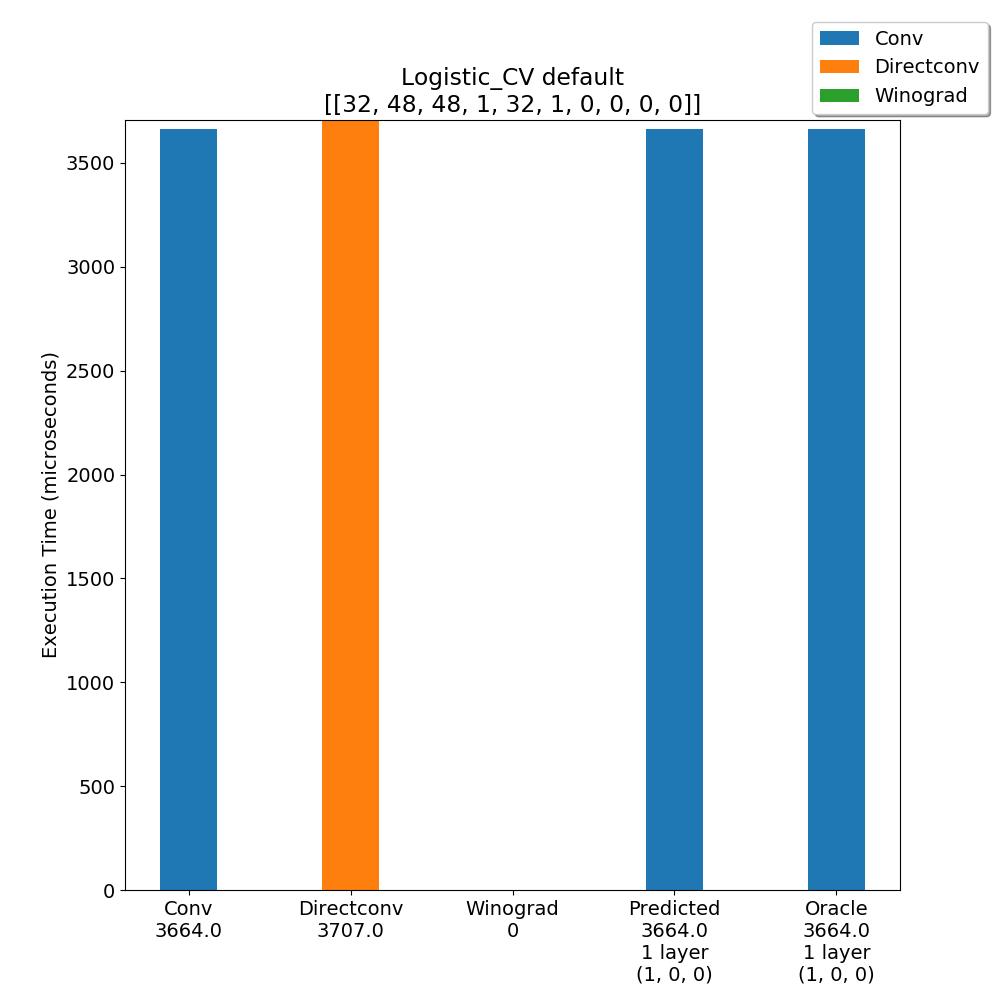 Conv
Directconv
Winograd
Logistic_CV default
[[32, 48, 48, 1, 32, 1, 0, 0, 0, 0]]
Execution Time (microseconds)
3500
3000
2500
2000
1500
1000
500
0
Conv
3664.0
Directconv
3707.0
Winograd
0
Predicted
3664.0
1 layer
(1, 0, 0)
Oracle
3664.0
1 layer
(1, 0, 0)